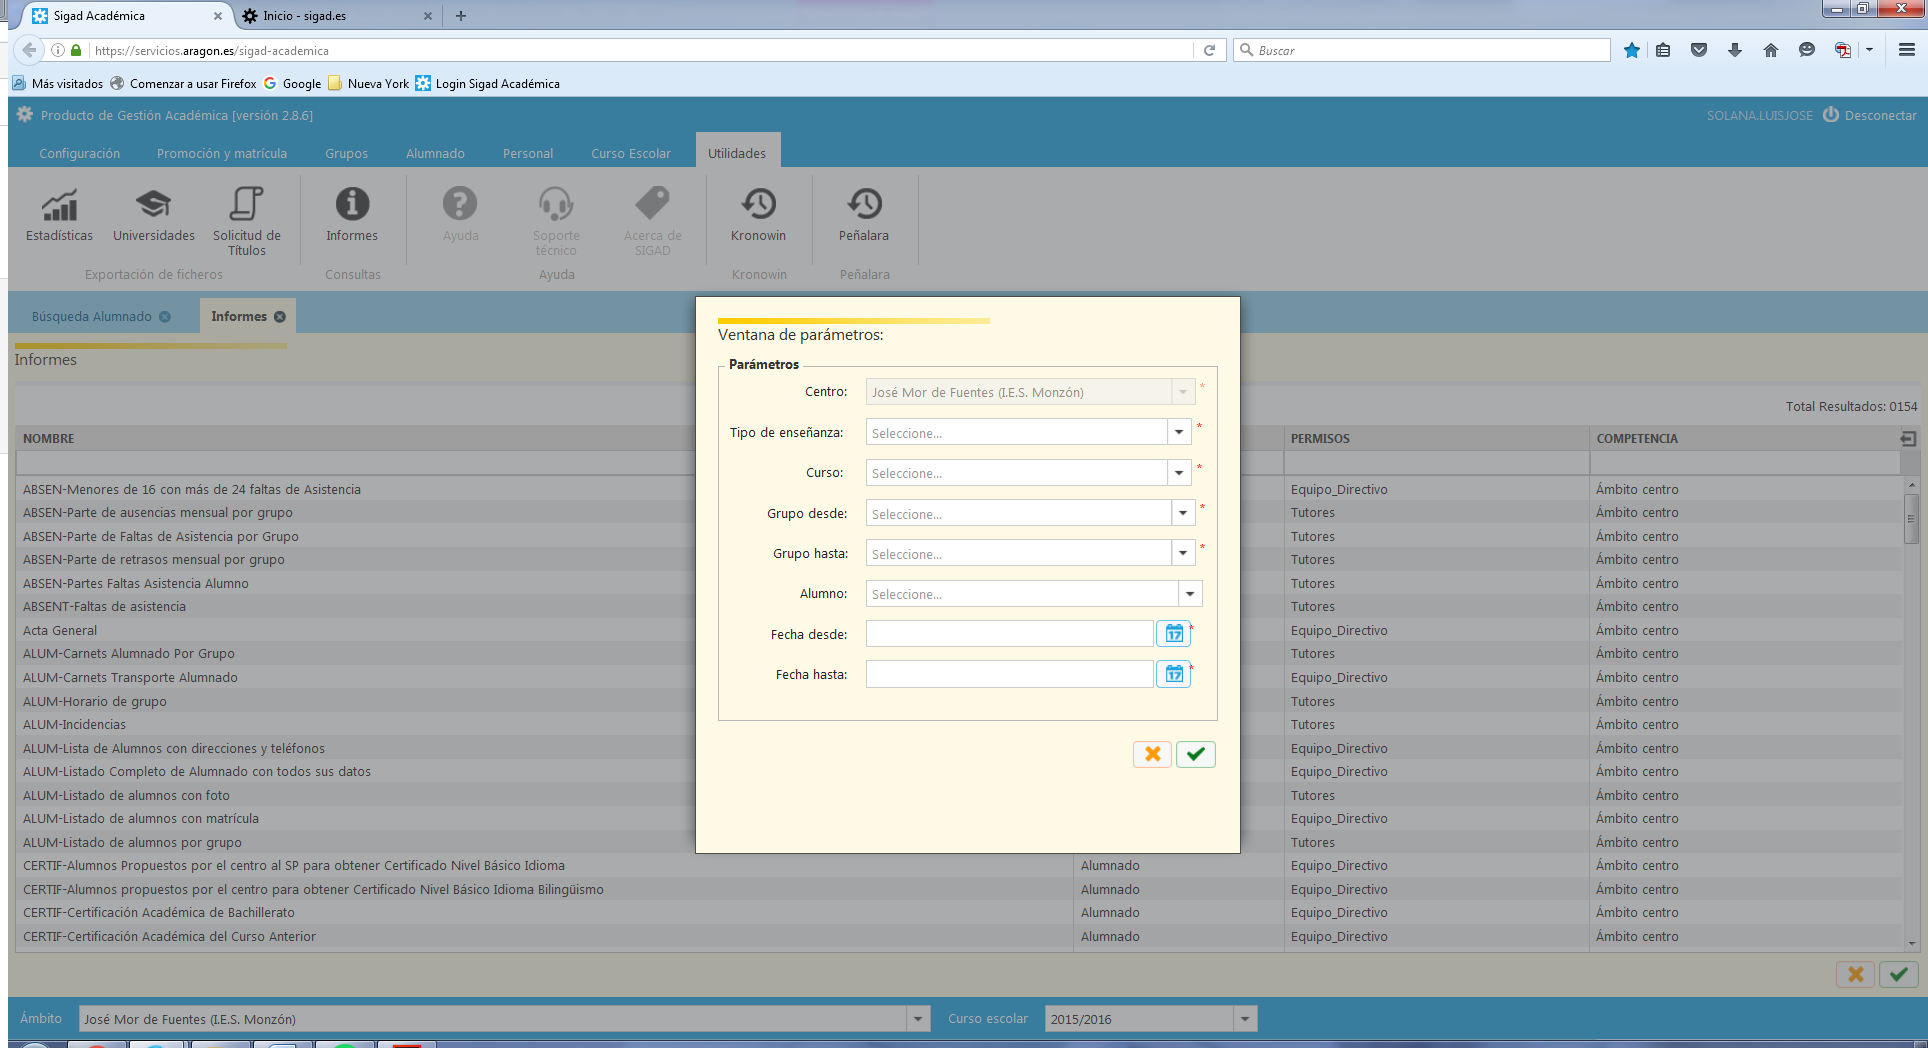 Sigad Académica
Inicio - sigad.es
https://servicios.aragon.es/sigad-academica
Buscar
Más visitados
Comenzar a usar Firefox
Google
Nueva York
Login Sigad Académica
Producto de Gestión Académica [versión 2.8.6]
SOLANA.LUISJOSE
Desconectar
Configuración
Promoción y matrícula
Grupos
Alumnado
Personal
Curso Escolar
Utilidades
Estadísticas
Universidades
Solicitud de
Títulos
Informes
Ayuda
Soporte
técnico
Acerca de
SIGAD
Kronowin
Peñalara
Exportación de ficheros
Consultas
Ayuda
Kronowin
Peñalara
Búsqueda Alumnado
Informes
Informes
Total Resultados: 0154
NOMBRE
PERMISOS
COMPETENCIA
ABSEN-Menores de 16 con más de 24 faltas de Asistencia
Equipo_Directivo
Ámbito centro
ABSEN-Parte de ausencias mensual por grupo
Tutores
Ámbito centro
ABSEN-Parte de Faltas de Asistencia por Grupo
Tutores
Ámbito centro
ABSEN-Parte de retrasos mensual por grupo
Tutores
Ámbito centro
ABSEN-Partes Faltas Asistencia Alumno
Tutores
Ámbito centro
ABSENT-Faltas de asistencia
Tutores
Ámbito centro
Acta General
Equipo_Directivo
Ámbito centro
ALUM-Carnets Alumnado Por Grupo
Tutores
Ámbito centro
ALUM-Carnets Transporte Alumnado
Equipo_Directivo
Ámbito centro
ALUM-Horario de grupo
Tutores
Ámbito centro
ALUM-Incidencias
Tutores
Ámbito centro
ALUM-Lista de Alumnos con direcciones y teléfonos
Equipo_Directivo
Ámbito centro
ALUM-Listado Completo de Alumnado con todos sus datos
Equipo_Directivo
Ámbito centro
ALUM-Listado de alumnos con foto
Tutores
Ámbito centro
ALUM-Listado de alumnos con matrícula
Equipo_Directivo
Ámbito centro
ALUM-Listado de alumnos por grupo
Tutores
Ámbito centro
CERTIF-Alumnos Propuestos por el centro al SP para obtener Certificado Nivel Básico Idioma
Alumnado
Equipo_Directivo
Ámbito centro
CERTIF-Alumnos propuestos por el centro para obtener Certificado Nivel Básico Idioma Bilingüismo
Alumnado
Equipo_Directivo
Ámbito centro
CERTIF-Certificación Académica de Bachillerato
Alumnado
Equipo_Directivo
Ámbito centro
CERTIF-Certificación Académica del Curso Anterior
Alumnado
Equipo_Directivo
Ámbito centro
Ventana de parámetros:
Parámetros
Centro: José Mor de Fuentes (I.E.S. Monzón) *
Tipo de enseñanza: Seleccione... *
Curso: Seleccione... *
Grupo desde: Seleccione... *
Grupo hasta: Seleccione... *
Alumno: Seleccione...
Fecha desde: 17 *
Fecha hasta: 17 *
Ámbito
José Mor de Fuentes (I.E.S. Monzón)
Curso escolar
2015/2016